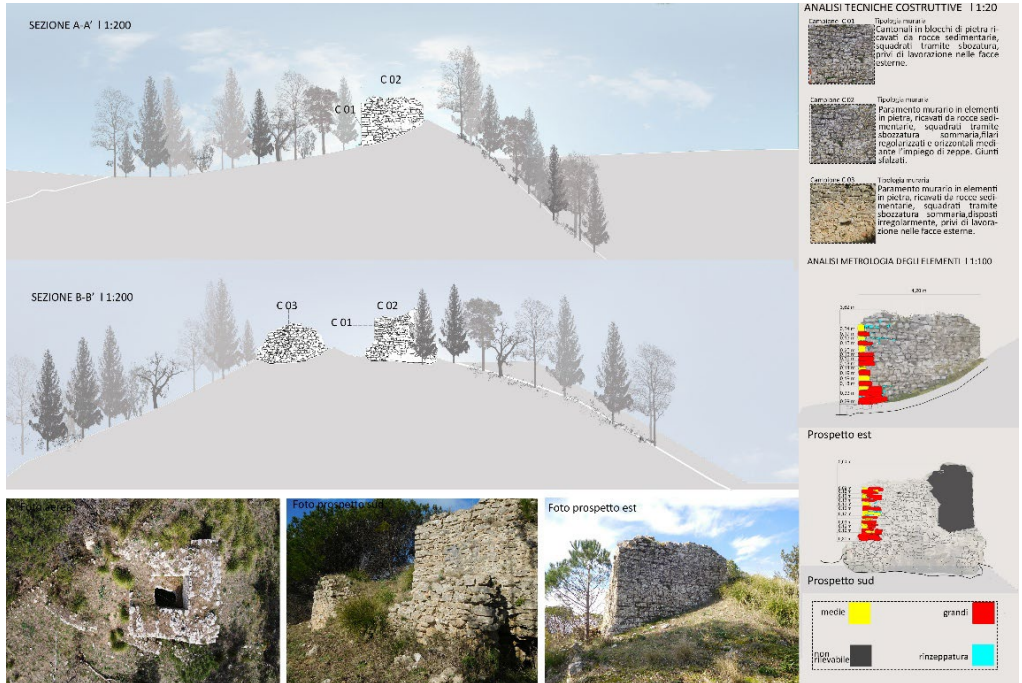 SEZIONE A-A' I 1:200
C 02
C 01
SEZIONE B-B' I 1:200
C 03
C 02
C 01
Foto prospetto sud
Foto prospetto est
ANALISI TECNICHE COSTRUTTIVE I 1:20
Campione C 01
Tipologia muraria
Cantonali in blocchi di pietra ri-
cavati da rocce sedimentarie,
squadrati tramite sbozatura,
privi di lavorazione nelle facce
esterne.
Campione C02
Tipologia muraria
Paramento murario in elementi
in pietra, ricavati da rocce sedi-
mentarie, squadrati tramite
sbozzatura sommaria,filari
regolarizzati e orizzontali medi-
ante l'impiego di zeppe. Giunti
sfalzati.
Campione C 03
Tipologia muraria
Paramento murario in elementi
in pietra, ricavati da rocce sedi-
mentarie, squadrati tramite
sbozzatura sommaria,disposti
irregolarmente, privi di lavora-
zione nelle facce esterne.
ANALISI METROLOGIA DEGLI ELEMENTI I 1:100
Prospetto est
Prospetto sud
medie
grandi
non
rilevabile
rinzeppatura